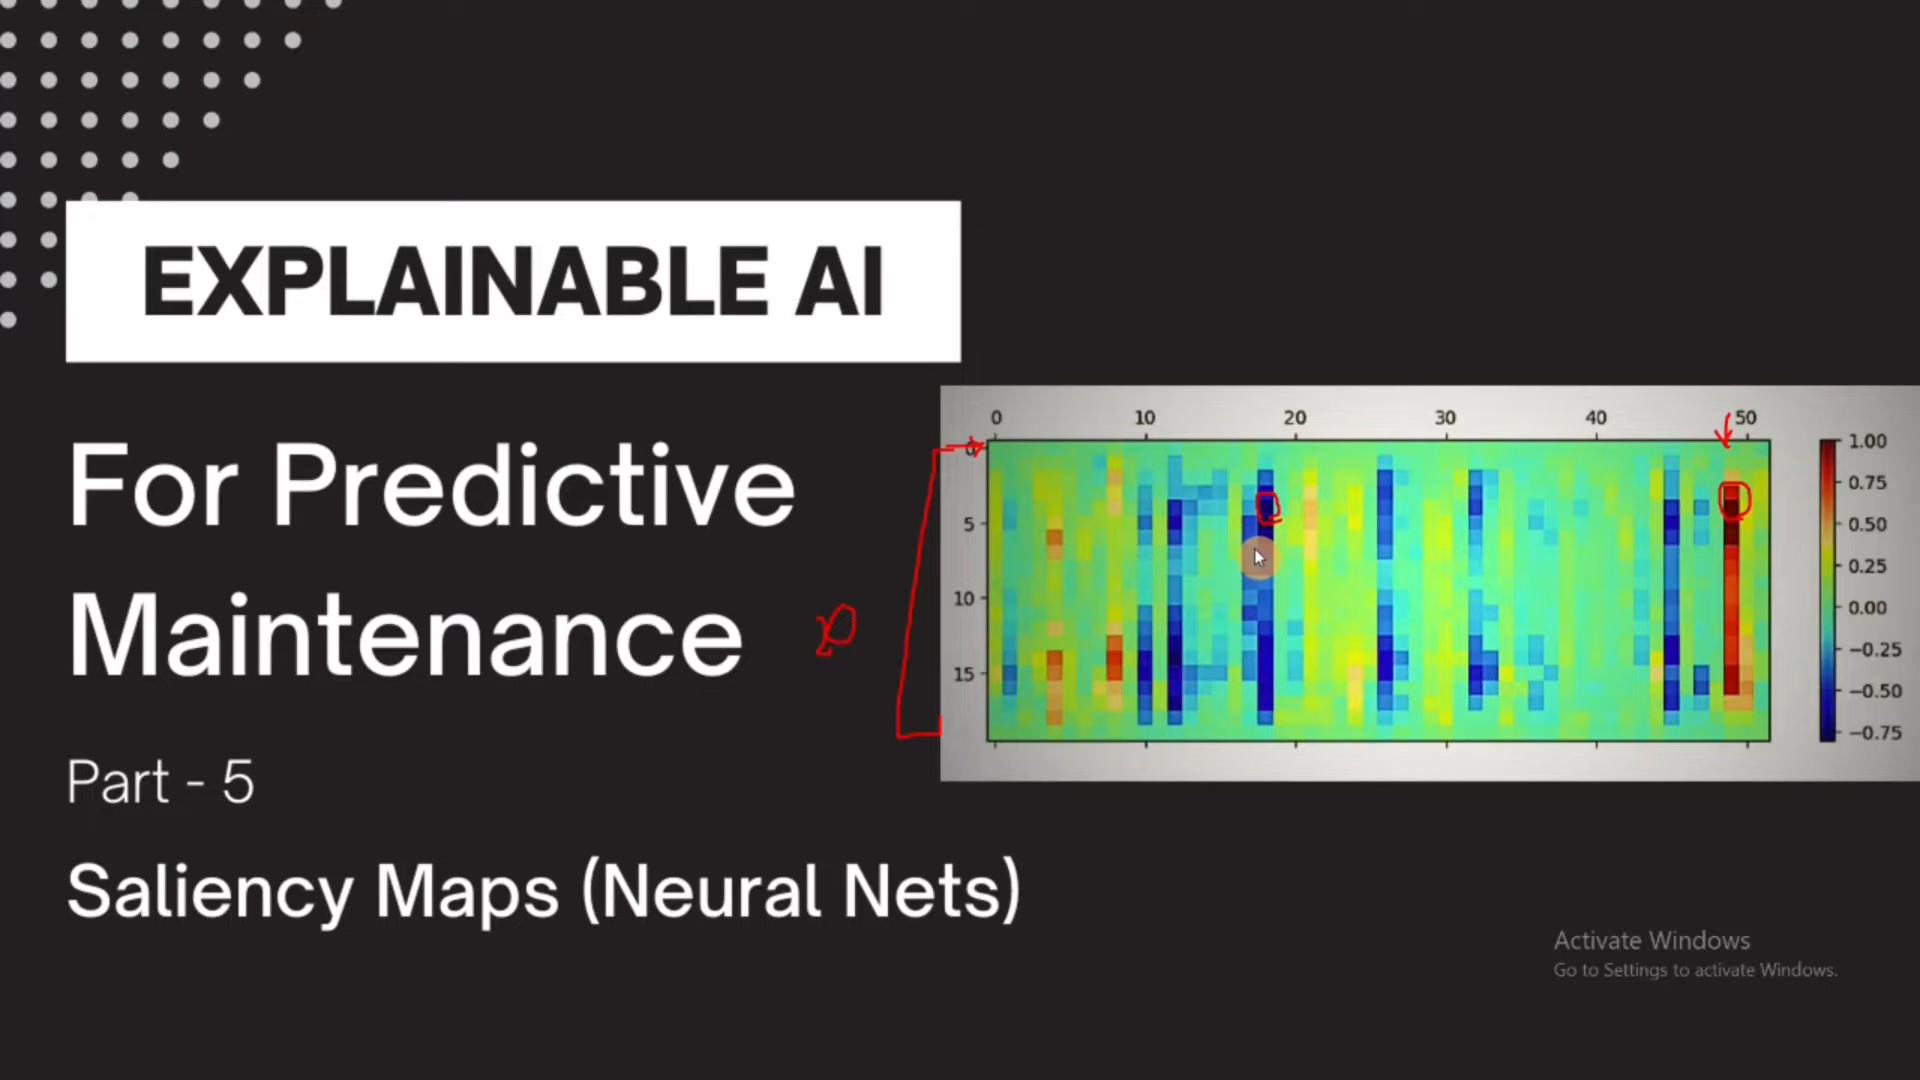 EXPLAINABLE AI
For Predictive
Maintenance
Part - 5
Saliency Maps (Neural Nets)
0 10 20 30 40 50
0
5
10
15
1.00
0.75
0.50
0.25
0.00
−0.25
−0.50
−0.75
Activate Windows
Go to Settings to activate Windows.